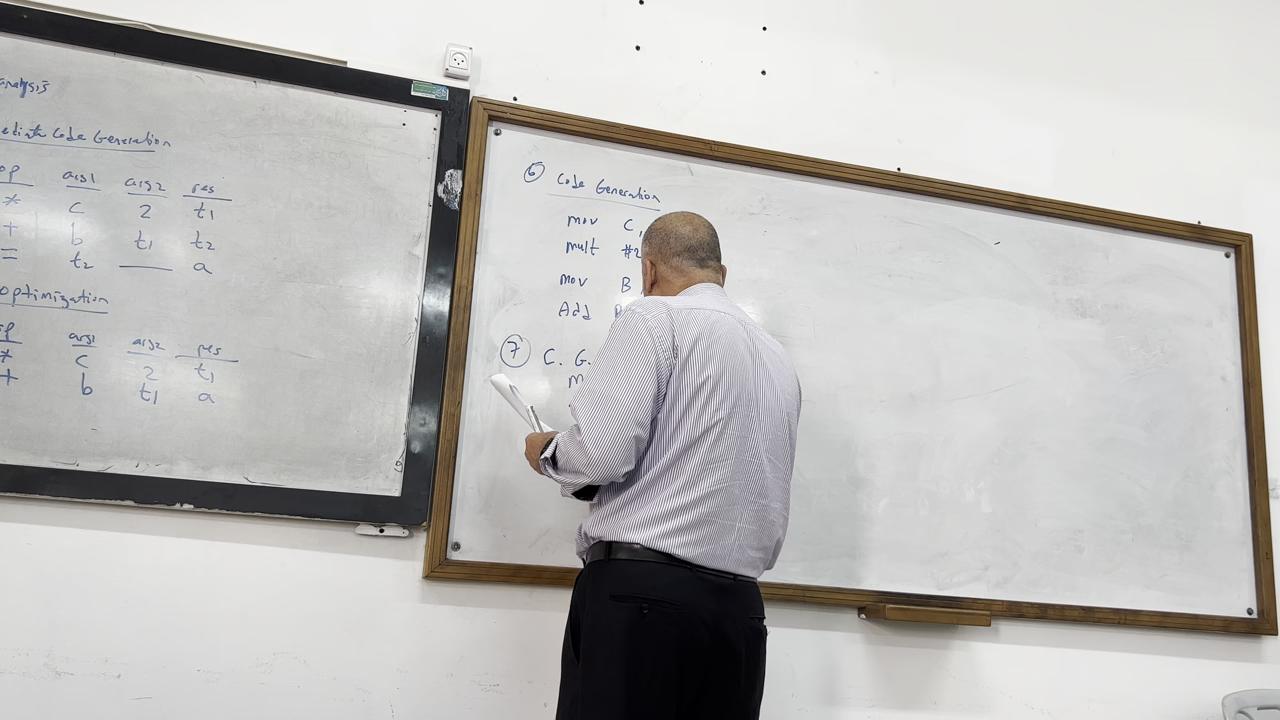 analysis
ediate Code Generation
op arg1 arg2 res
* c 2 t1
+ b t1 t2
= t2 — a
optimization
op arg1 arg2 res
* c 2 t1
+ b t1 a
⑥ Code Generation
mov C,
mult #2
mov B
Add
⑦ C. G.
M